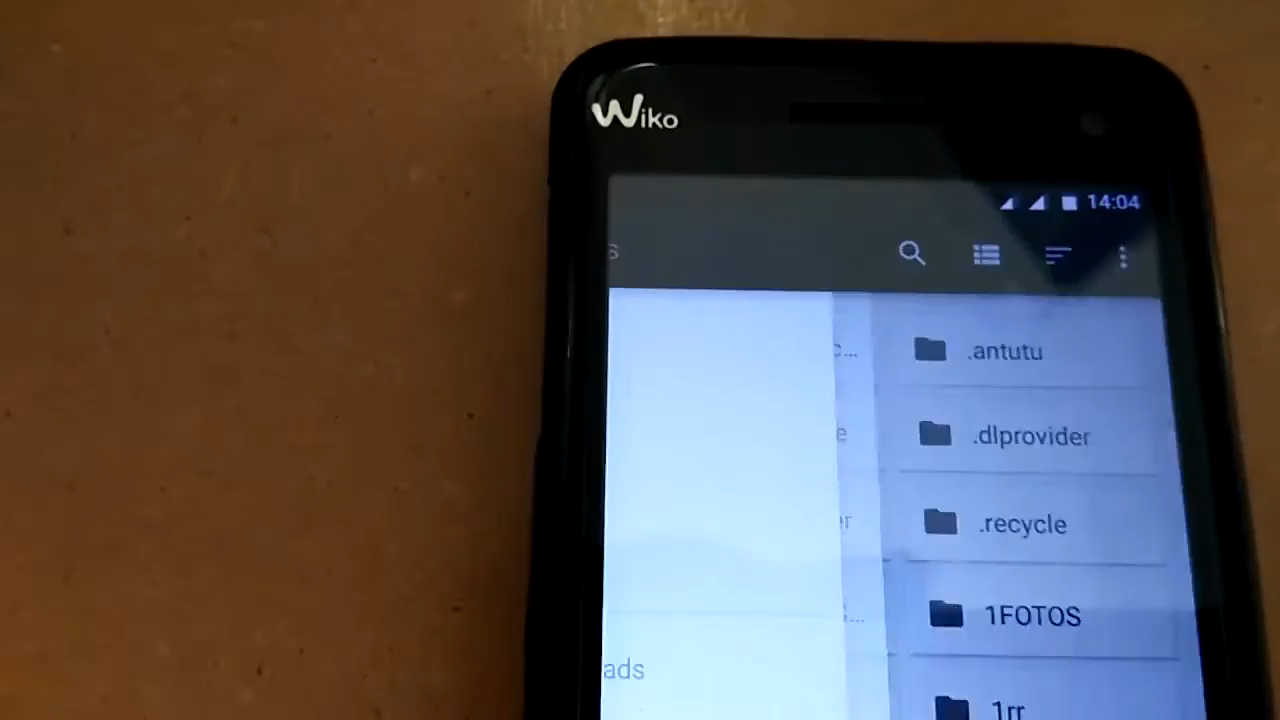 Wiko
14:04
s
.antutu
.dlprovider
.recycle
1FOTOS
ads
1rr